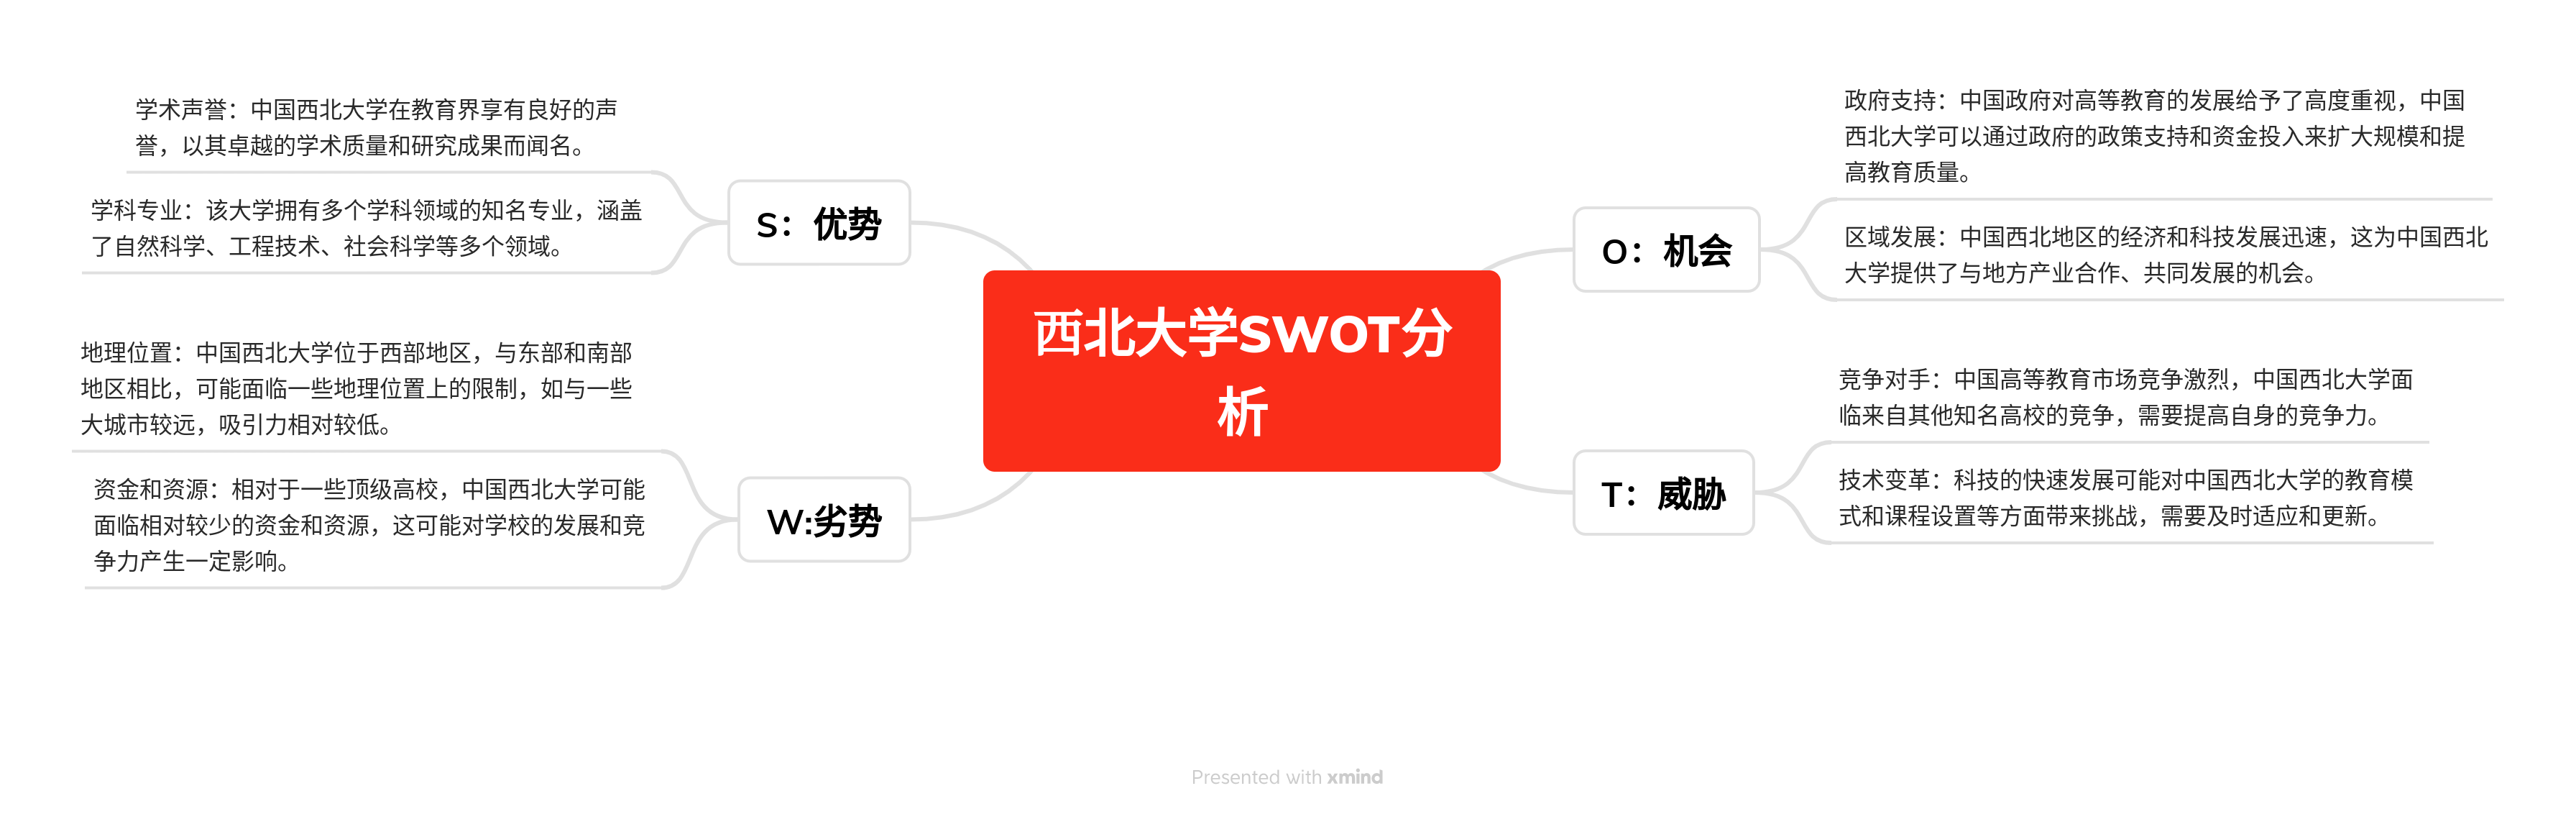 西北大学SWOT分
析
S：优势
学术声誉：中国西北大学在教育界享有良好的声
誉，以其卓越的学术质量和研究成果而闻名。
学科专业：该大学拥有多个学科领域的知名专业，涵盖
了自然科学、工程技术、社会科学等多个领域。
W:劣势
地理位置：中国西北大学位于西部地区，与东部和南部
地区相比，可能面临一些地理位置上的限制，如与一些
大城市较远，吸引力相对较低。
资金和资源：相对于一些顶级高校，中国西北大学可能
面临相对较少的资金和资源，这可能对学校的发展和竞
争力产生一定影响。
O：机会
政府支持：中国政府对高等教育的发展给予了高度重视，中国
西北大学可以通过政府的政策支持和资金投入来扩大规模和提
高教育质量。
区域发展：中国西北地区的经济和科技发展迅速，这为中国西北
大学提供了与地方产业合作、共同发展的机会。
T：威胁
竞争对手：中国高等教育市场竞争激烈，中国西北大学面
临来自其他知名高校的竞争，需要提高自身的竞争力。
技术变革：科技的快速发展可能对中国西北大学的教育模
式和课程设置等方面带来挑战，需要及时适应和更新。
Presented with xmind